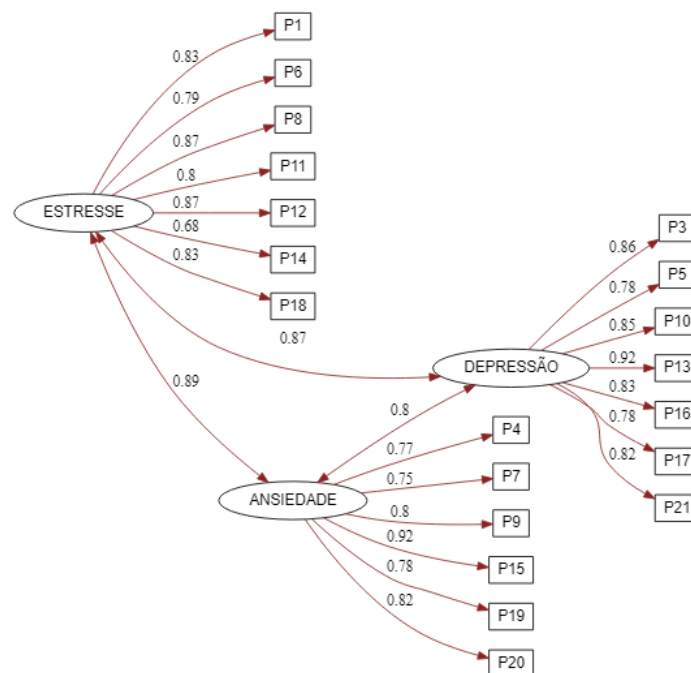 P1
0.83
P6
0.79
P8
0.87
P11
0.8
ESTRESSE
0.87
P12
0.68
P14
0.83
P18
0.87
0.89
P3
0.86
P5
0.78
P10
0.85
DEPRESSÃO
0.92
P13
0.83
P16
0.78
P17
0.82
P21
0.8
P4
0.77
P7
0.75
ANSIEDADE
0.8
P9
0.92
P15
0.78
P19
0.82
P20